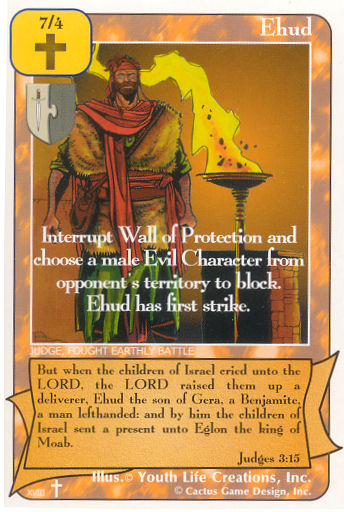 7/4
Ehud
Interrupt Wall of Protection and
choose a male Evil Character from
opponent s territory to block.
Ehud has first strike.
JUDGE, FOUGHT EARTHLY BATTLE
But when the children of Israel cried unto the
LORD, the LORD raised them up a
deliverer, Ehud the son of Gera, a Benjamite,
a man lefthanded: and by him the children of
Israel sent a present unto Eglon the king of
Moab.
Judges 3:15
Illus.© Youth Life Creations, Inc.
© Cactus Game Design, Inc.